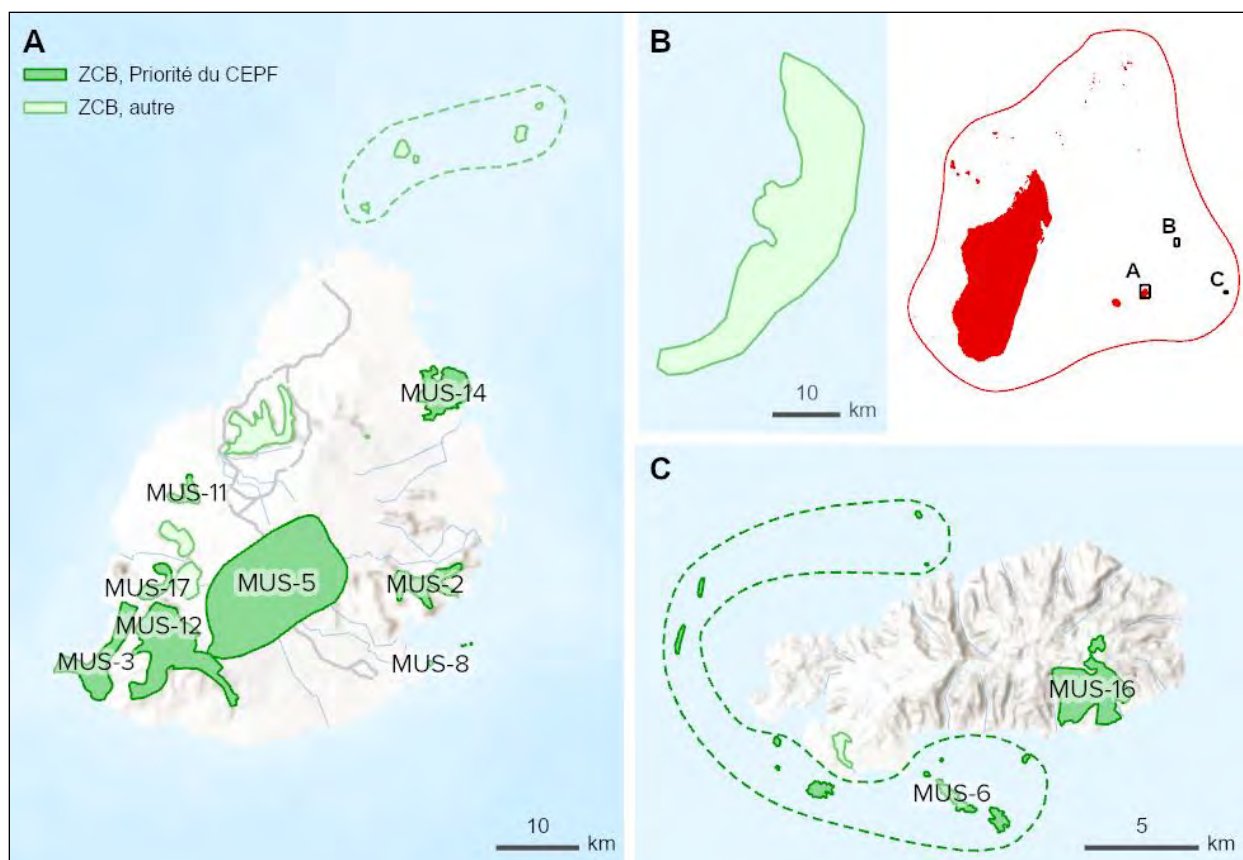 A
ZCB, Priorité du CEPF
ZCB, autre
MUS-14
MUS-11
MUS-17
MUS-5
MUS-2
MUS-12
MUS-3
MUS-8
10
km
B
10
km
A
B
C
C
MUS-16
MUS-6
5
km